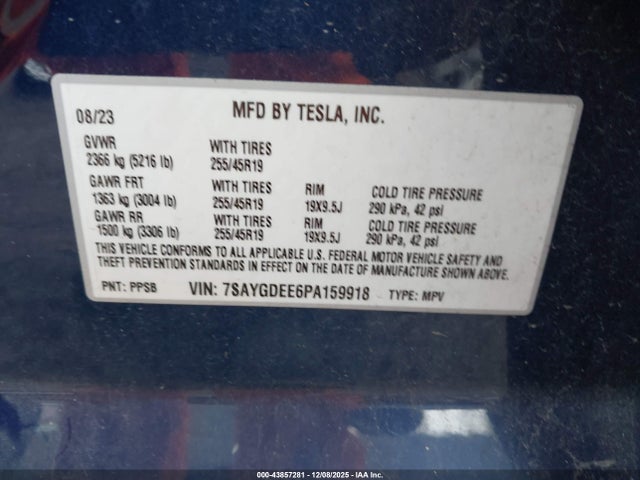 08/23 MFD BY TESLA, INC.
GVWR WITH TIRES
2366 kg (5216 lb) 255/45R19
GAWR FRT WITH TIRES RIM COLD TIRE PRESSURE
1363 kg (3004 lb) 255/45R19 19X9.5J 290 kPa, 42 psi
GAWR RR WITH TIRES RIM COLD TIRE PRESSURE
1500 kg (3306 lb) 255/45R19 19X9.5J 290 kPa, 42 psi
THIS VEHICLE CONFORMS TO ALL APPLICABLE U.S. FEDERAL MOTOR VEHICLE SAFETY AND
THEFT PREVENTION STANDARDS IN EFFECT ON THE DATE OF MANUFACTURE SHOWN ABOVE.
PNT: PPSB VIN: 7SAYGDEE6PA159918 TYPE: MPV
000-43857281 - 12/08/2025 - IAA Inc.